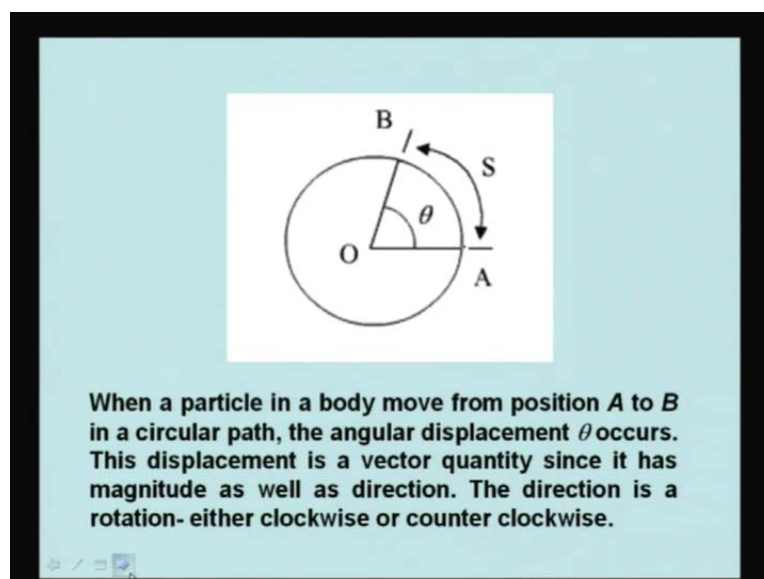 B
S
θ
O
A
When a particle in a body move from position A to B
in a circular path, the angular displacement θ occurs.
This displacement is a vector quantity since it has
magnitude as well as direction. The direction is a
rotation- either clockwise or counter clockwise.